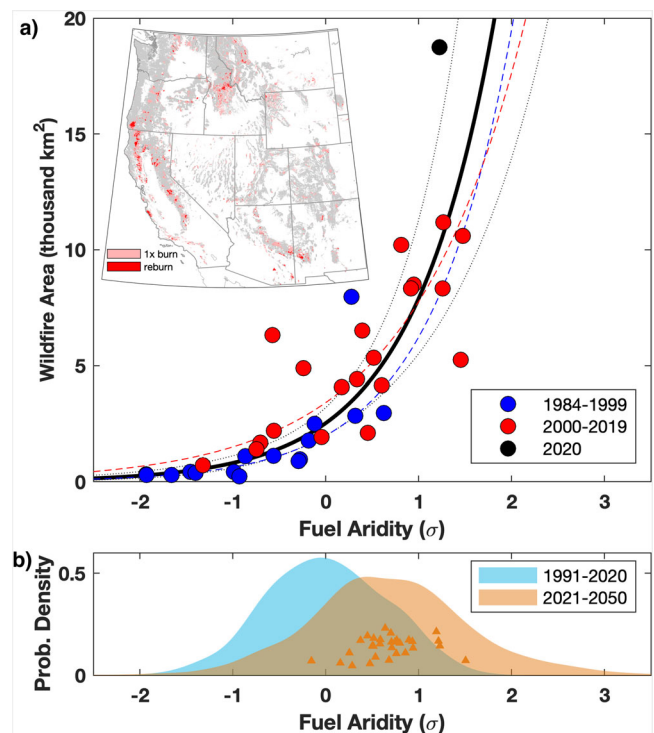 a)
20
15
10
5
0
Wildfire Area (thousand km²)
1x burn
reburn
1984-1999
2000-2019
2020
-2 -1 0 1 2 3
Fuel Aridity (σ)
b)
0.5
0
Prob. Density
1991-2020
2021-2050
-2 -1 0 1 2 3
Fuel Aridity (σ)